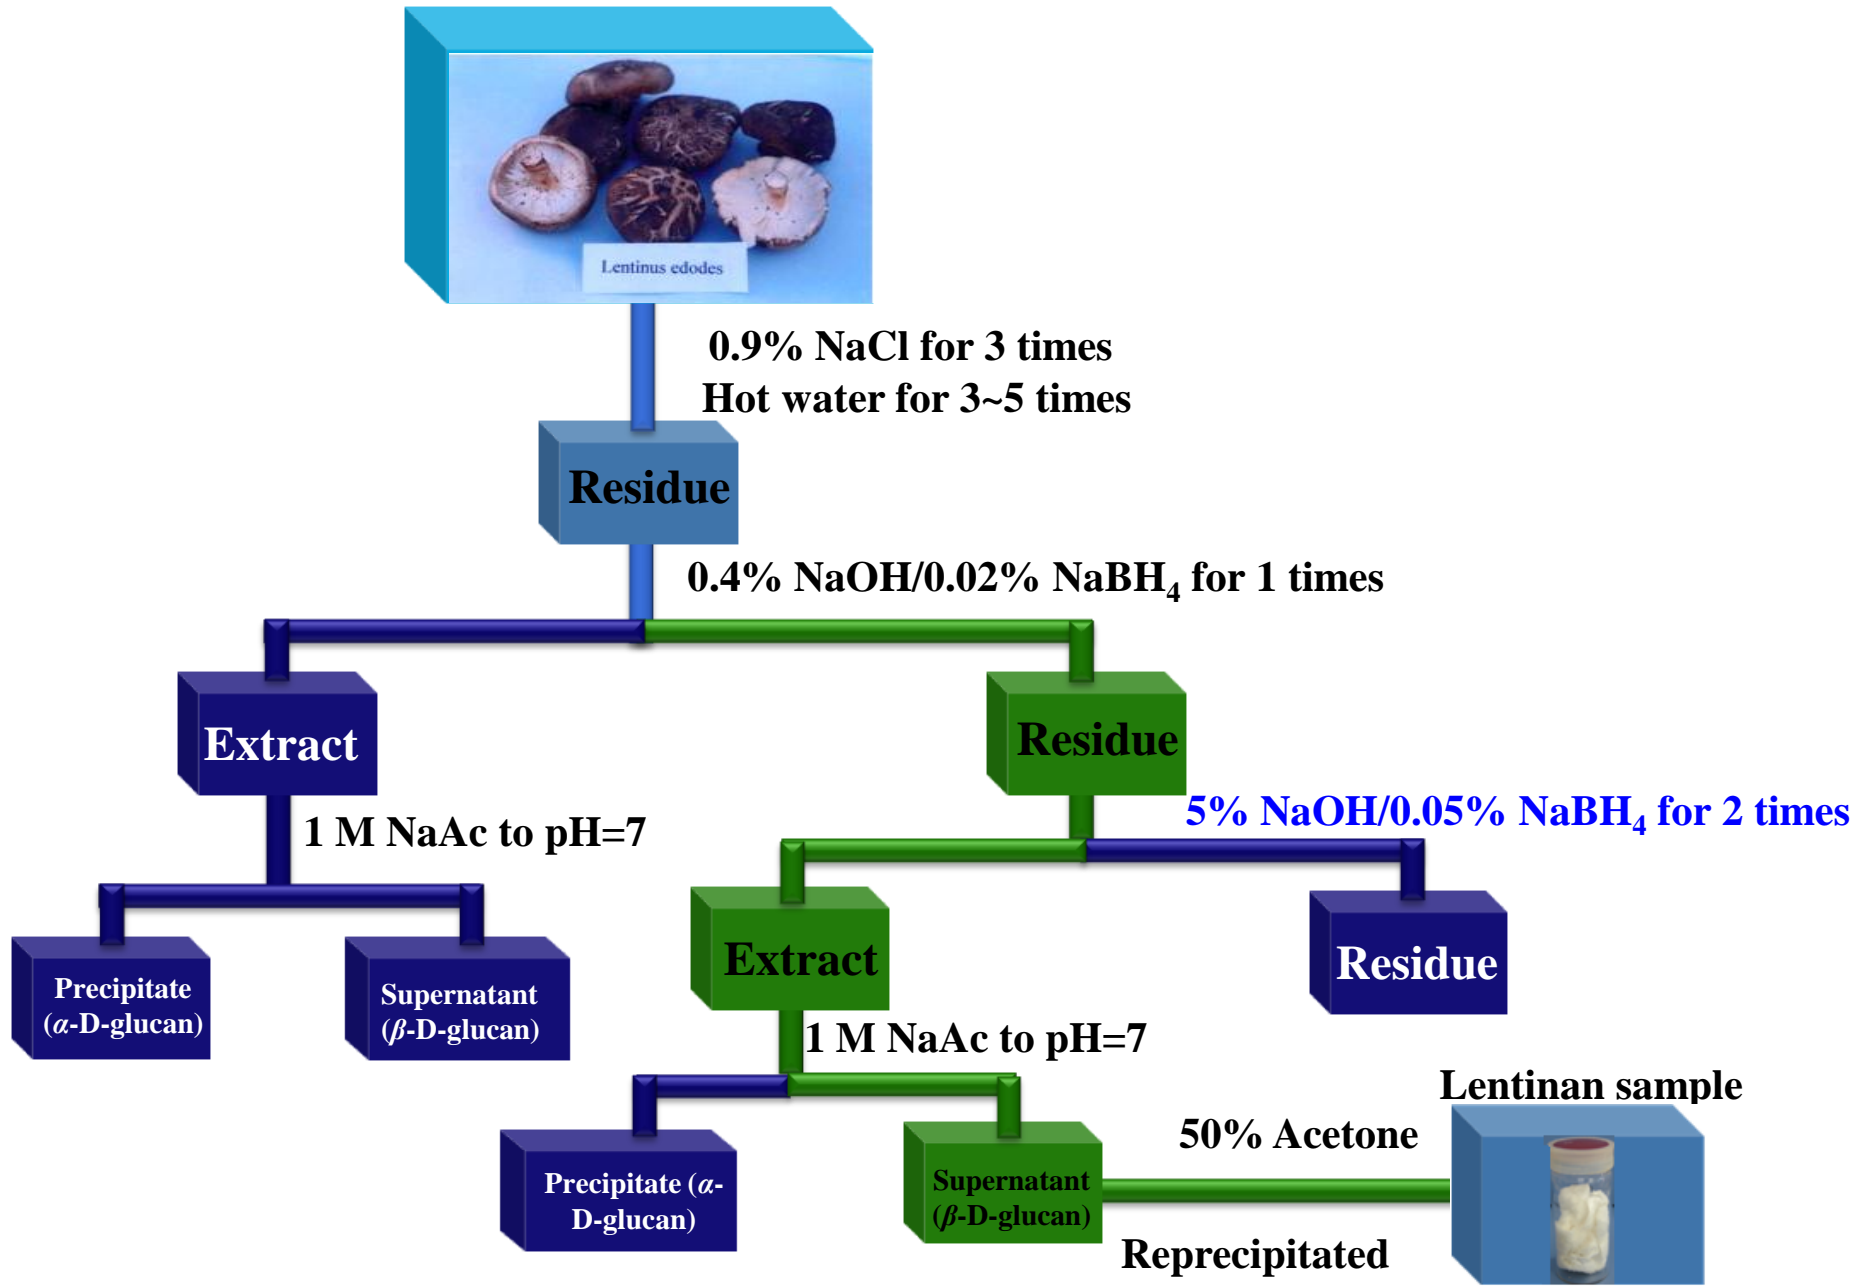 Lentinus edodes
0.9% NaCl for 3 times
Hot water for 3~5 times
Residue
0.4% NaOH/0.02% NaBH₄ for 1 times
Extract
Residue
1 M NaAc to pH=7
5% NaOH/0.05% NaBH₄ for 2 times
Precipitate
(α-D-glucan)
Supernatant
(β-D-glucan)
Extract
Residue
1 M NaAc to pH=7
Precipitate (α-
D-glucan)
Supernatant
(β-D-glucan)
50% Acetone
Reprecipitated
Lentinan sample